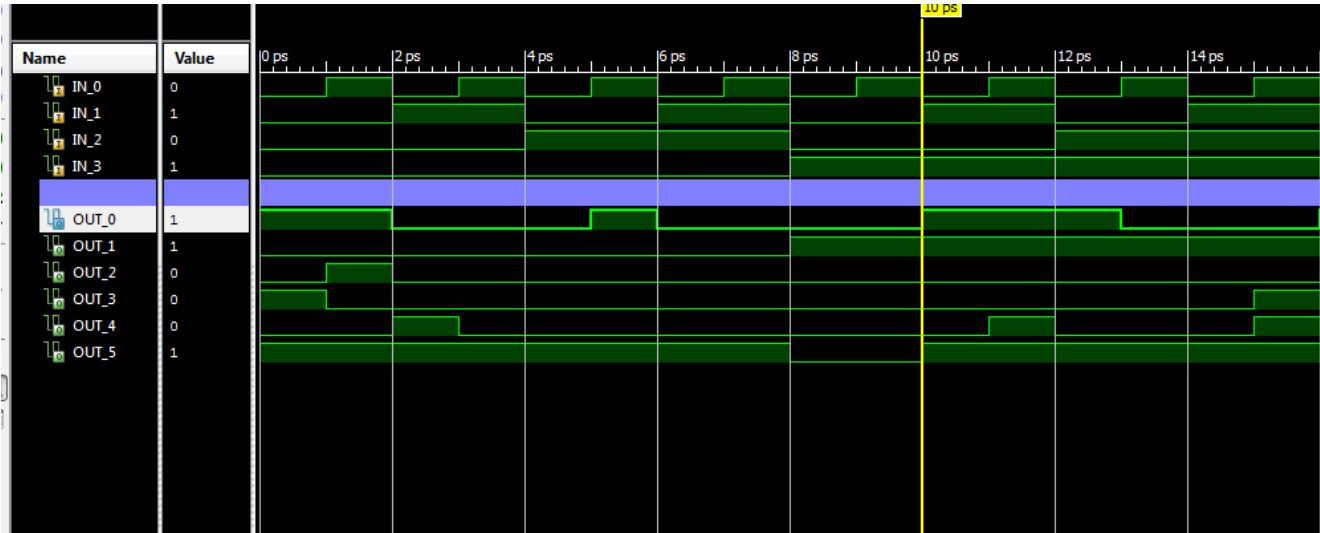 10 ps
Name Value 0 ps 2 ps 4 ps 6 ps 8 ps 10 ps 12 ps 14 ps
IN_0 0
IN_1 1
IN_2 0
IN_3 1
OUT_0 1
OUT_1 1
OUT_2 0
OUT_3 0
OUT_4 0
OUT_5 1